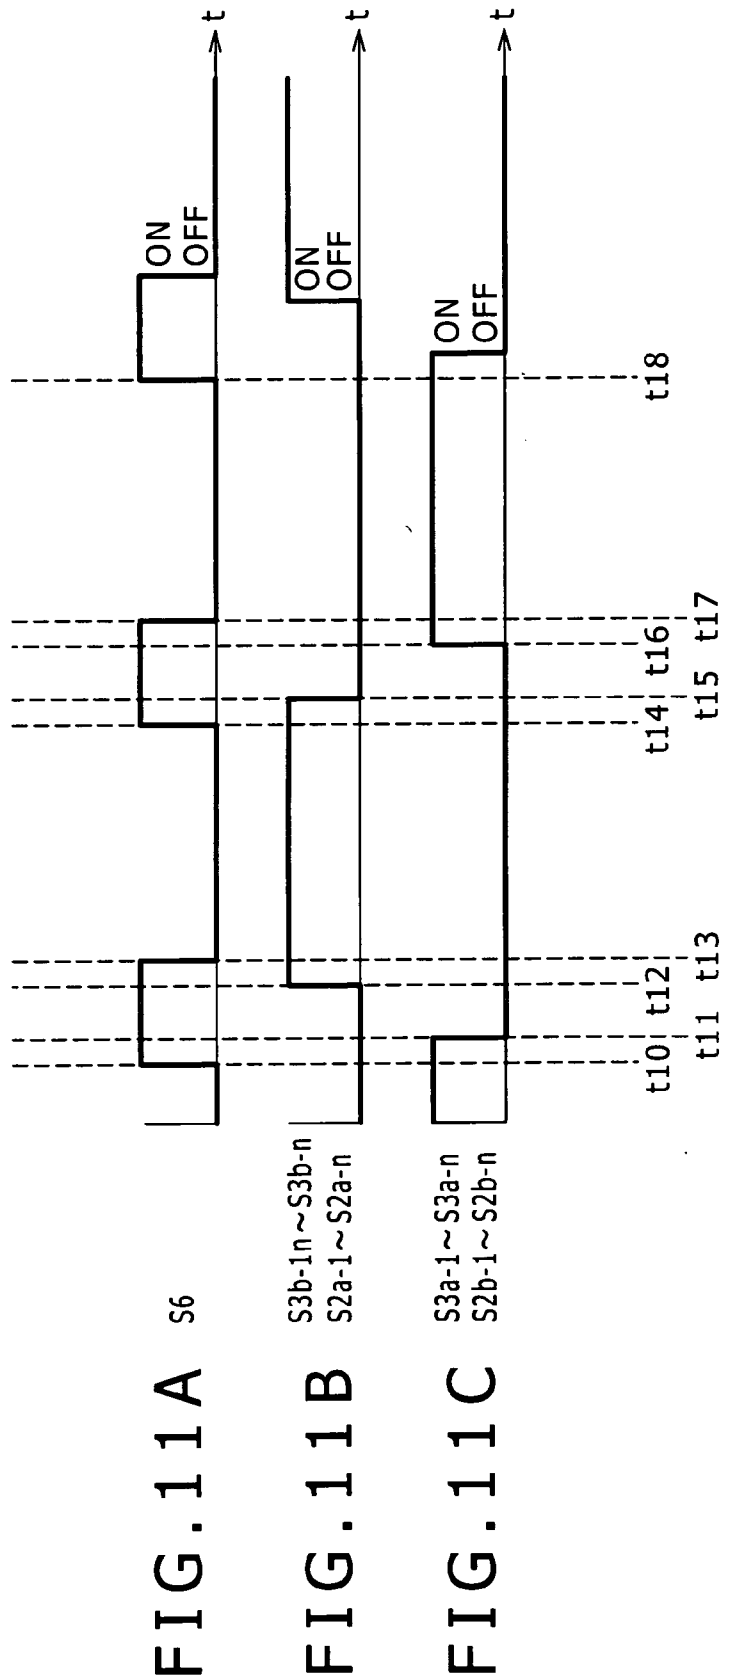 FIG.11A
S6
ON
OFF
t
FIG.11B
S3b-1n~S3b-n
S2a-1~S2a-n
ON
OFF
t
FIG.11C
S3a-1~S3a-n
S2b-1~S2b-n
ON
OFF
t
t10
t12
t14
t16
t18
t11
t13
t15
t17